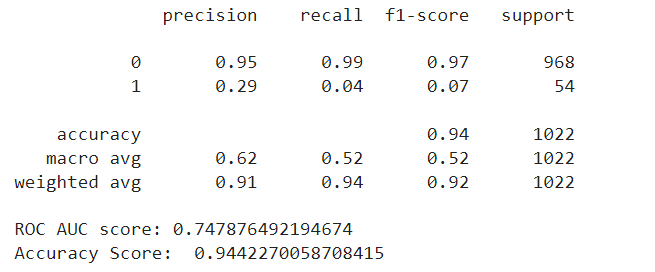 precision recall f1-score support
0 0.95 0.99 0.97 968
1 0.29 0.04 0.07 54
accuracy 0.94 1022
macro avg 0.62 0.52 0.52 1022
weighted avg 0.91 0.94 0.92 1022
ROC AUC score: 0.747876492194674
Accuracy Score: 0.9442270058708415